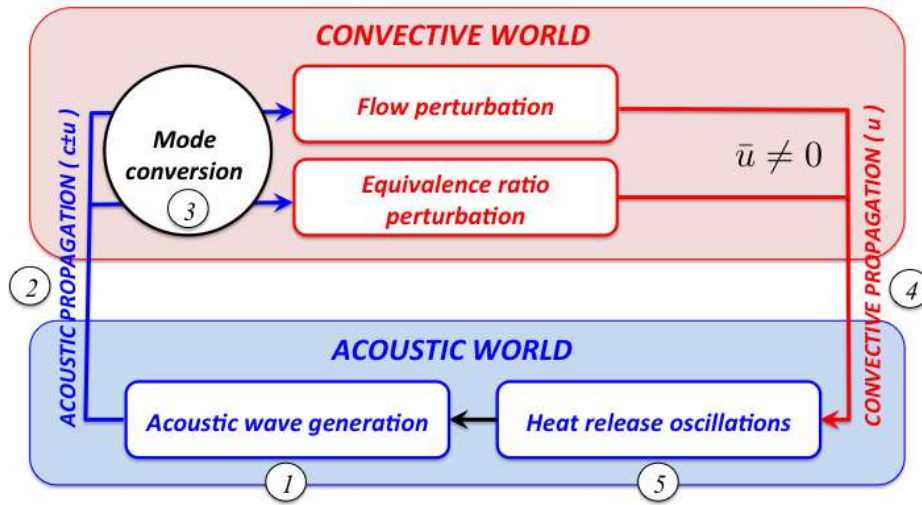 CONVECTIVE WORLD
Flow perturbation
Mode
conversion
3
Equivalence ratio
perturbation
ū ≠ 0
ACOUSTIC PROPAGATION ( c±u )
2
CONVECTIVE PROPAGATION ( u )
4
ACOUSTIC WORLD
Acoustic wave generation
Heat release oscillations
1
5